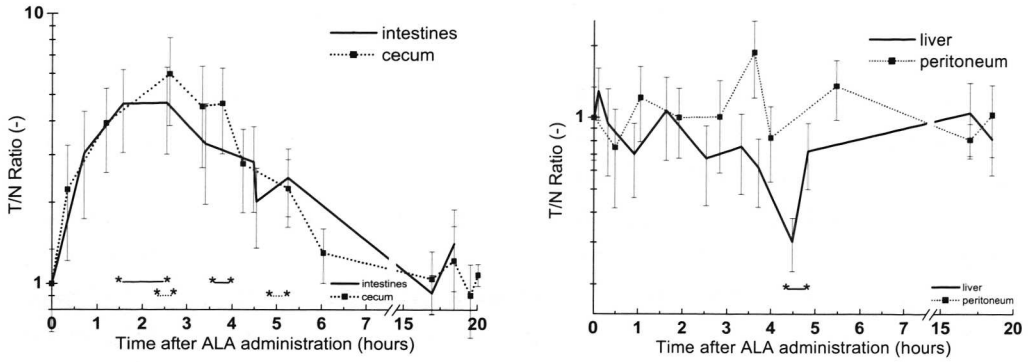 10
intestines
cecum
T/N Ratio (-)
1
* * * *
* * * *
intestines
cecum
0 1 2 3 4 5 6 7 15 20
Time after ALA administration (hours)
liver
peritoneum
1
T/N Ratio (-)
* *
liver
peritoneum
0 1 2 3 4 5 6 7 15 20
Time after ALA administration (hours)